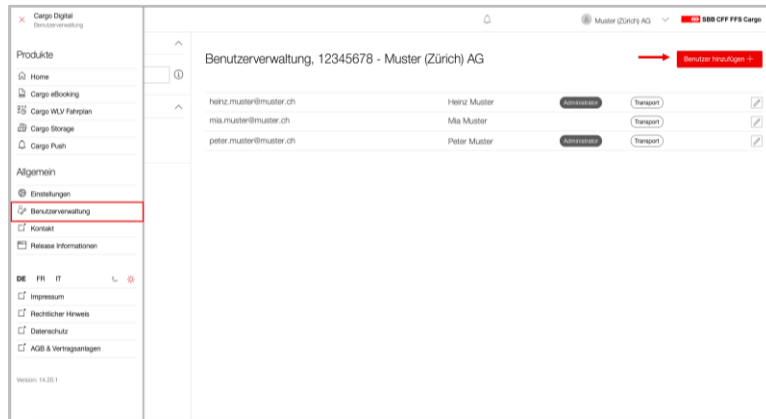 Cargo Digital
Benutzerverwaltung
Muster (Zürich) AG
SBB CFF FFS Cargo
Produkte
Home
Cargo eBooking
Cargo WLV Fahrplan
Cargo Storage
Cargo Push
Allgemein
Einstellungen
Benutzerverwaltung
Kontakt
Release Informationen
DE FR IT
Impressum
Rechtlicher Hinweis
Datenschutz
AGB & Vertragsanlagen
Version: 14.20.1
Benutzerverwaltung, 12345678 - Muster (Zürich) AG
Benutzer hinzufügen +
heinz.muster@muster.ch Heinz Muster Administrator Transport
mia.muster@muster.ch Mia Muster Transport
peter.muster@muster.ch Peter Muster Administrator Transport